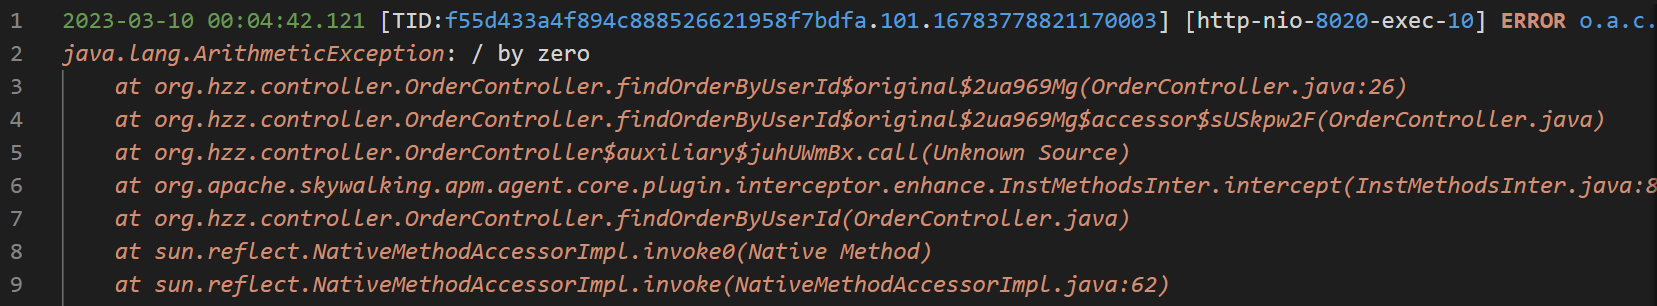 1 2023-03-10 00:04:42.121 [TID:f55d433a4f894c888526621958f7bdfa.101.16783778821170003] [http-nio-8020-exec-10] ERROR o.a.c.
2 java.lang.ArithmeticException: / by zero
3 at org.hzz.controller.OrderController.findOrderByUserId$original$2ua969Mg(OrderController.java:26)
4 at org.hzz.controller.OrderController.findOrderByUserId$original$2ua969Mg$accessor$sUSkpw2F(OrderController.java)
5 at org.hzz.controller.OrderController$auxiliary$juhUWmBx.call(Unknown Source)
6 at org.apache.skywalking.apm.agent.core.plugin.interceptor.enhance.InstMethodsInter.intercept(InstMethodsInter.java:8
7 at org.hzz.controller.OrderController.findOrderByUserId(OrderController.java)
8 at sun.reflect.NativeMethodAccessorImpl.invoke0(Native Method)
9 at sun.reflect.NativeMethodAccessorImpl.invoke(NativeMethodAccessorImpl.java:62)